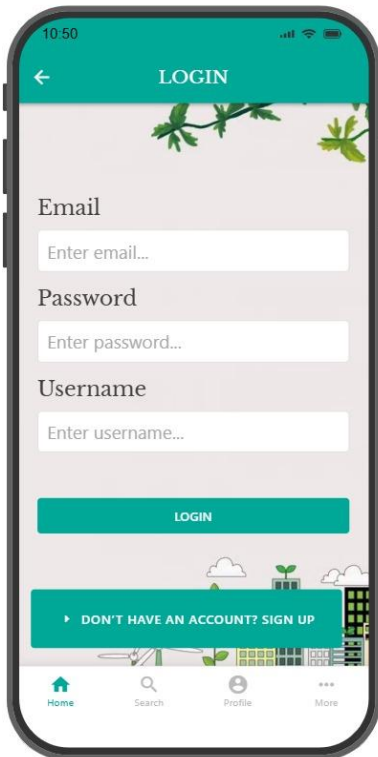 10:50
LOGIN
Email
Enter email...
Password
Enter password...
Username
Enter username...
LOGIN
DON'T HAVE AN ACCOUNT? SIGN UP
Home Search Profile More